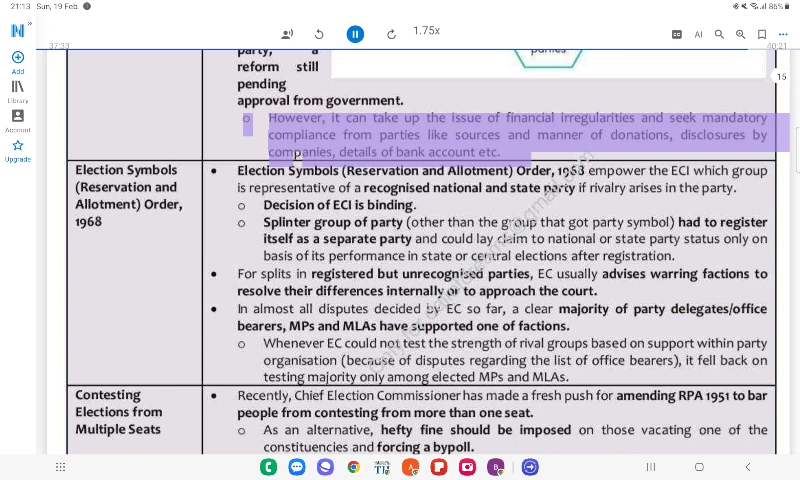 21:13 Sun, 19 Feb
86%
1.75x
37:33
40:21
Add
Library
Account
Upgrade
AI
15
parties
party, a
reform still
pending
approval from government.
o However, it can take up the issue of financial irregularities and seek mandatory
compliance from parties like sources and manner of donations, disclosures by
companies, details of bank account etc.
Election Symbols
(Reservation and
Allotment) Order,
1968
• Election Symbols (Reservation and Allotment) Order, 1968 empower the ECI which group
is representative of a recognised national and state party if rivalry arises in the party.
o Decision of ECI is binding.
o Splinter group of party (other than the group that got party symbol) had to register
itself as a separate party and could lay claim to national or state party status only on
basis of its performance in state or central elections after registration.
• For splits in registered but unrecognized parties, EC usually advises warring factions to
resolve their differences internally or to approach the court.
• In almost all disputes decided by EC so far, a clear majority of party delegates/office
bearers, MPs and MLAs have supported one of factions.
o Whenever EC could not test the strength of rival groups based on support within party
organisation (because of disputes regarding the list of office bearers), it fell back on
testing majority only among elected MPs and MLAs.
Contesting
Elections from
Multiple Seats
• Recently, Chief Election Commissioner has made a fresh push for amending RPA 1951 to bar
people from contesting from more than one seat.
o As an alternative, hefty fine should be imposed on those vacating one of the
constituencies and forcing a bypoll.